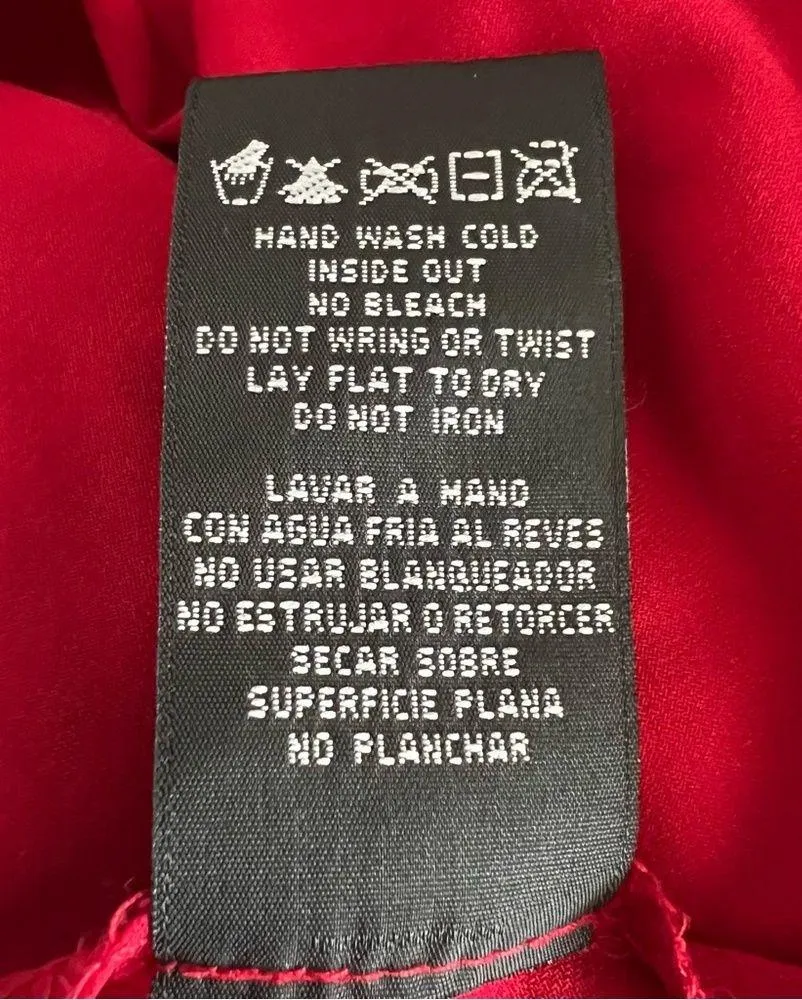 HAND WASH COLD
INSIDE OUT
NO BLEACH
DO NOT WRING OR TWIST
LAY FLAT TO DRY
DO NOT IRON
LAVAR A MANO
CON AGUA FRIA AL REVES
NO USAR BLANQUEADOR
NO ESTRUJAR O RETORCER
SECAR SOBRE
SUPERFICIE PLANA
NO PLANCHAR